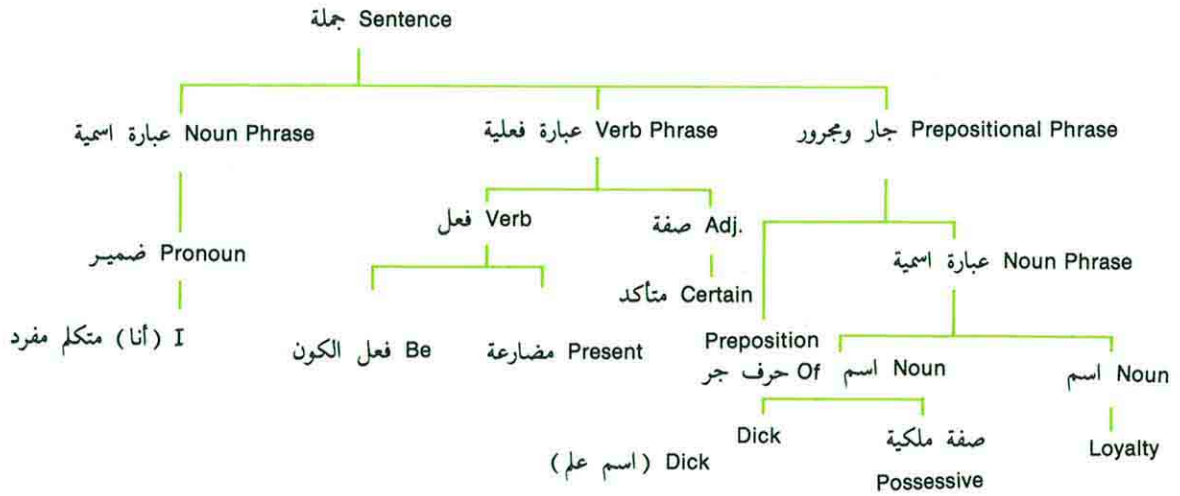 جملة Sentence
عبارة اسمية Noun Phrase
عبارة فعلية Verb Phrase
جار ومجرور Prepositional Phrase
فعل Verb
صفة Adj.
ضميـر Pronoun
عبارة اسمية Noun Phrase
متأكد Certain
I (أنا) متكلم مفرد
فعل الكون Be
مضارعة Present
Preposition
حرف جر Of
اسم Noun
اسم Noun
Dick
صفة ملكية
Possessive
Loyalty
(اسم علم) Dick